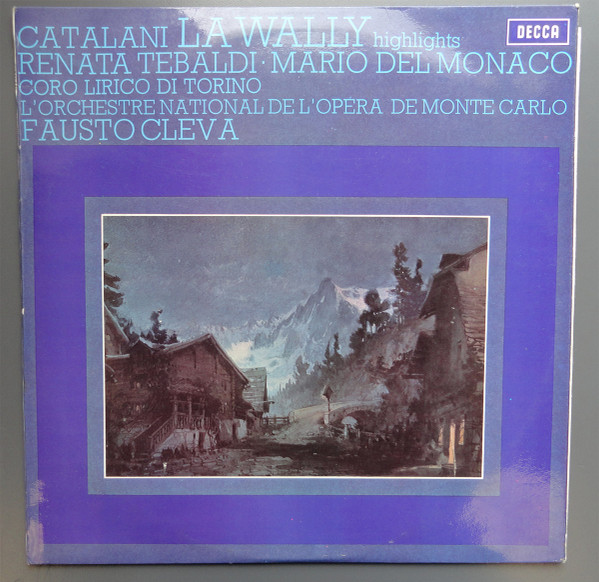 CATALANI LA WALLY highlights
DECCA
RENATA TEBALDI · MARIO DEL MONACO
CORO LIRICO DI TORINO
L'ORCHESTRE NATIONAL DE L'OPÉRA DE MONTE CARLO
FAUSTO CLEVA